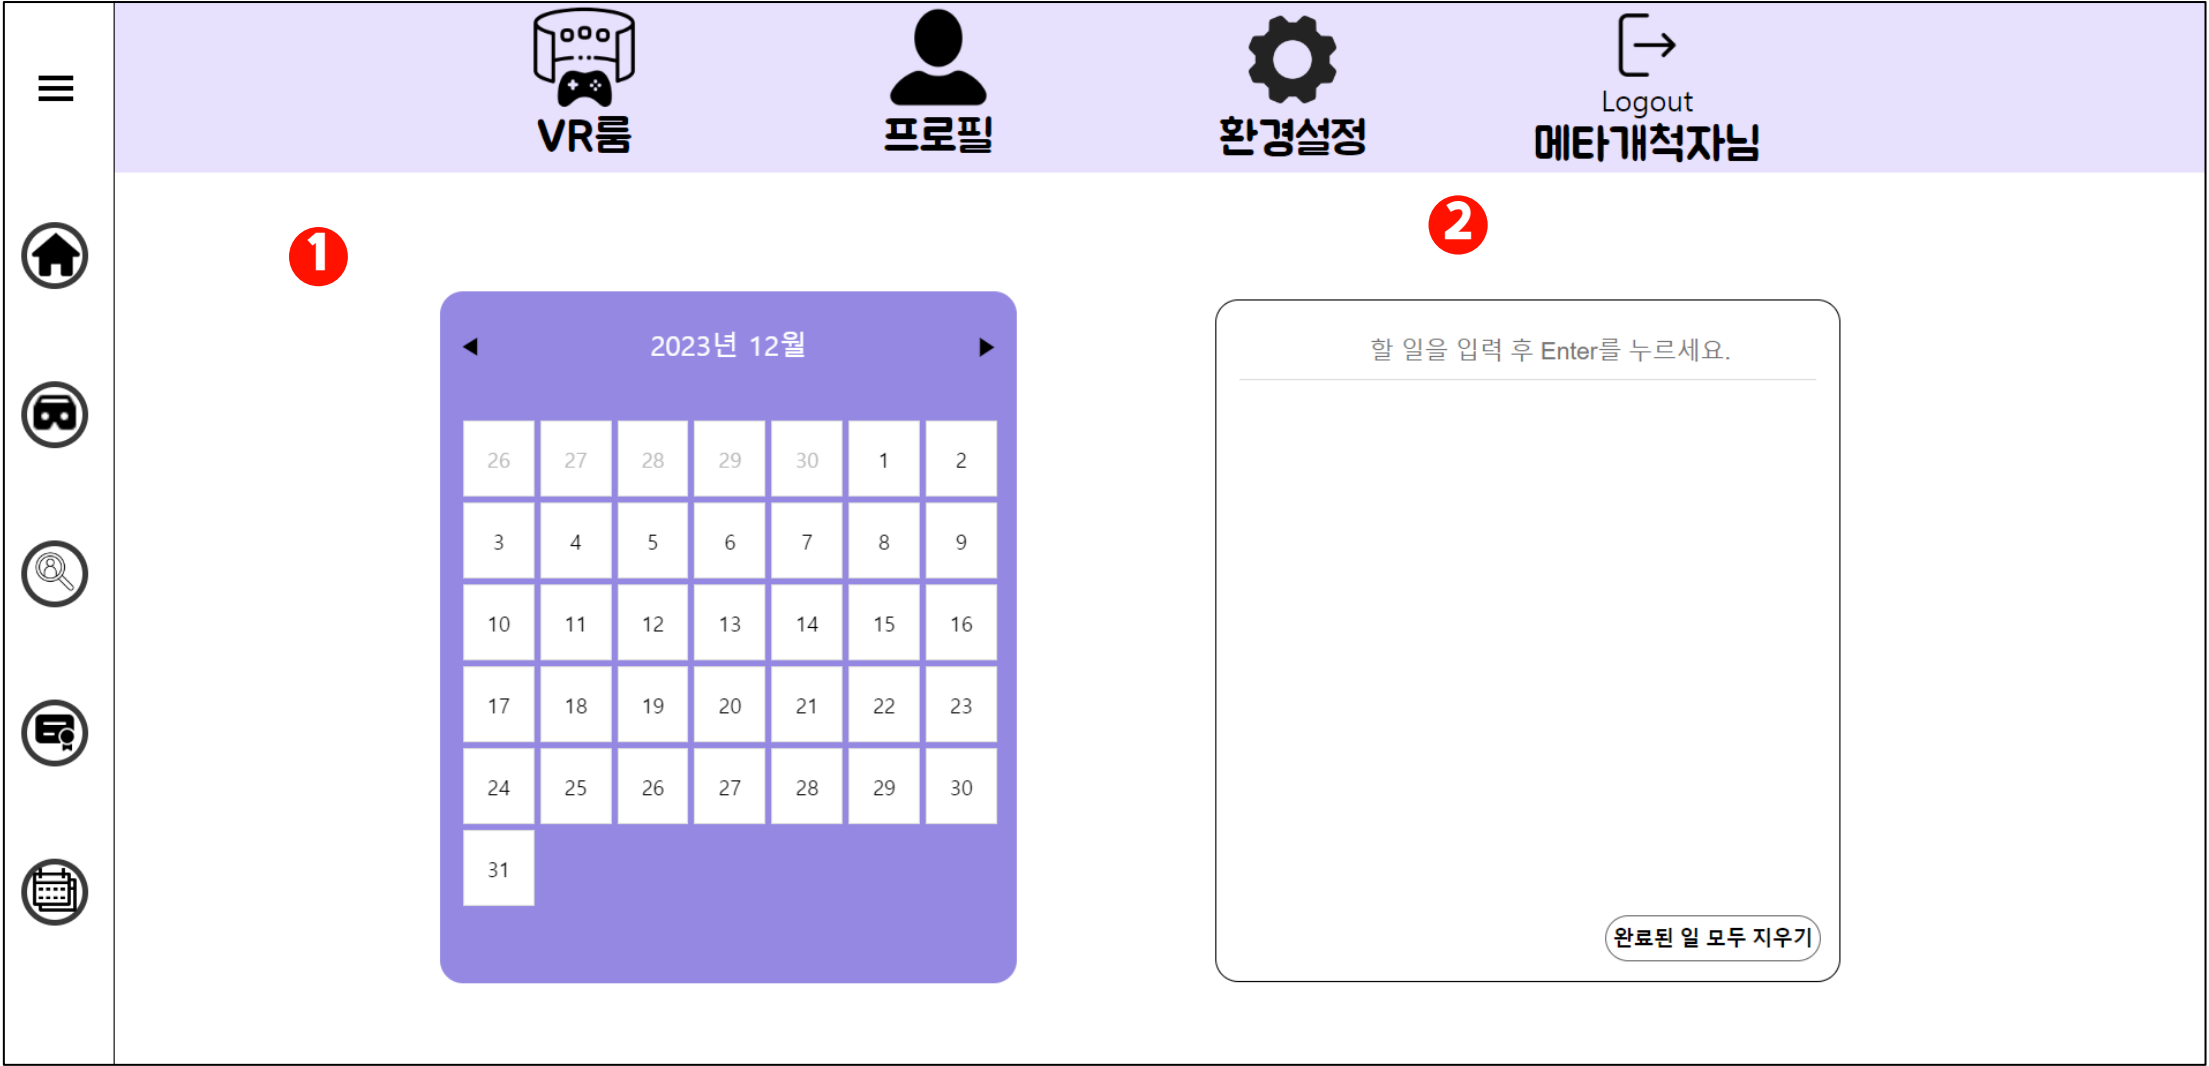 VR룸
프로필
환경설정
Logout
메타개척자님
1
2
2023년 12월
26 27 28 29 30 1 2
3 4 5 6 7 8 9
10 11 12 13 14 15 16
17 18 19 20 21 22 23
24 25 26 27 28 29 30
31
할 일을 입력 후 Enter를 누르세요.
완료된 일 모두 지우기